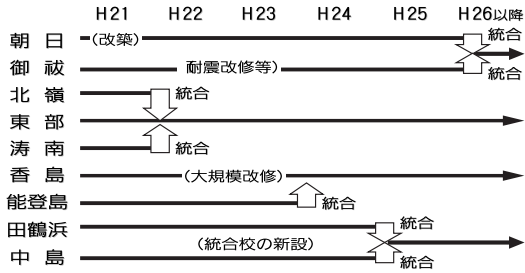 H21 H22 H23 H24 H25 H26以降
朝日 (改築) 統合
御祓 耐震改修等) 統合
北嶺 統合
東部
涛南 統合
香島 (大規模改修)
能登島 統合
田鶴浜 統合
(統合校の新設)
中島 統合